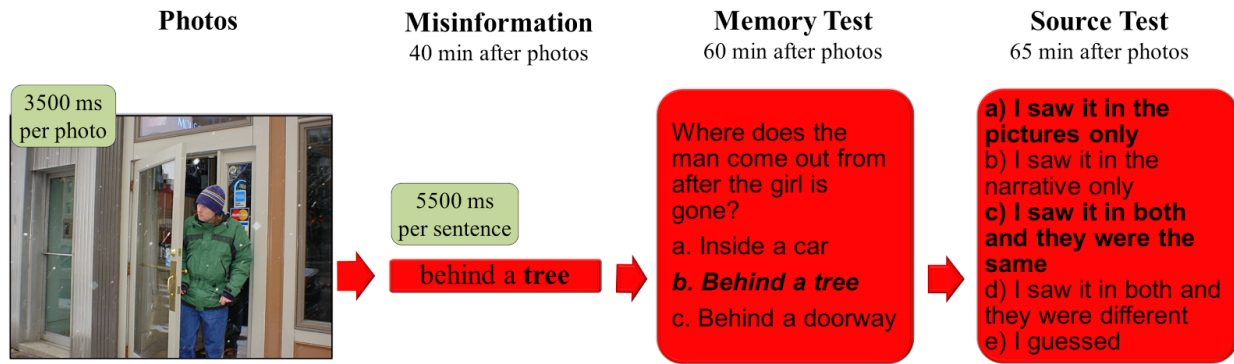 Photos
Misinformation
40 min after photos
Memory Test
60 min after photos
Source Test
65 min after photos
3500 ms
per photo
5500 ms
per sentence
behind a tree
Where does the
man come out from
after the girl is
gone?
a. Inside a car
b. Behind a tree
c. Behind a doorway
a) I saw it in the
pictures only
b) I saw it in the
narrative only
c) I saw it in both
and they were the
same
d) I saw it in both and
they were different
e) I guessed